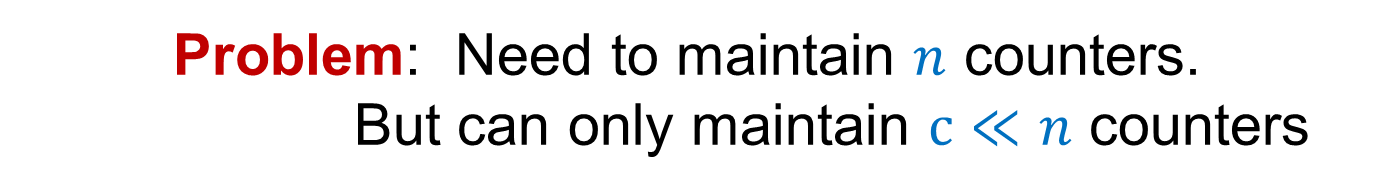 Problem: Need to maintain n counters.
But can only maintain c ≪ n counters